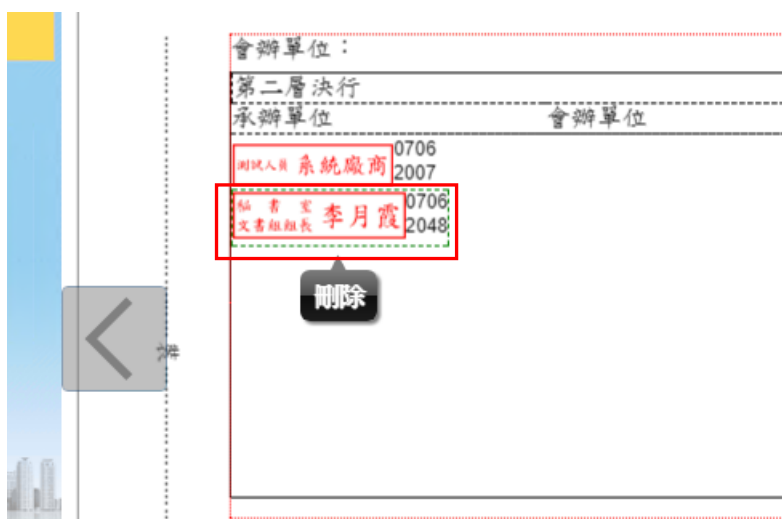 會辦單位：
第二層決行
承辦單位 會辦單位
測試人員 系統廠商 0706
2007
秘書室 李月霞 0706
文書組組長 2048
刪除
裝